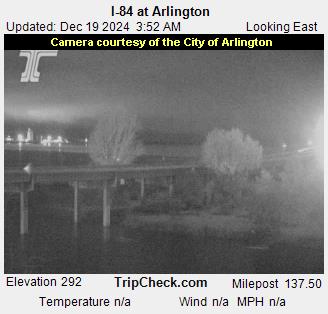 I-84 at Arlington
Updated: Dec 19 2024 3:52 AM Looking East
Camera courtesy of the City of Arlington
Elevation 292 TripCheck.com Milepost 137.50
Temperature n/a Wind n/a MPH n/a